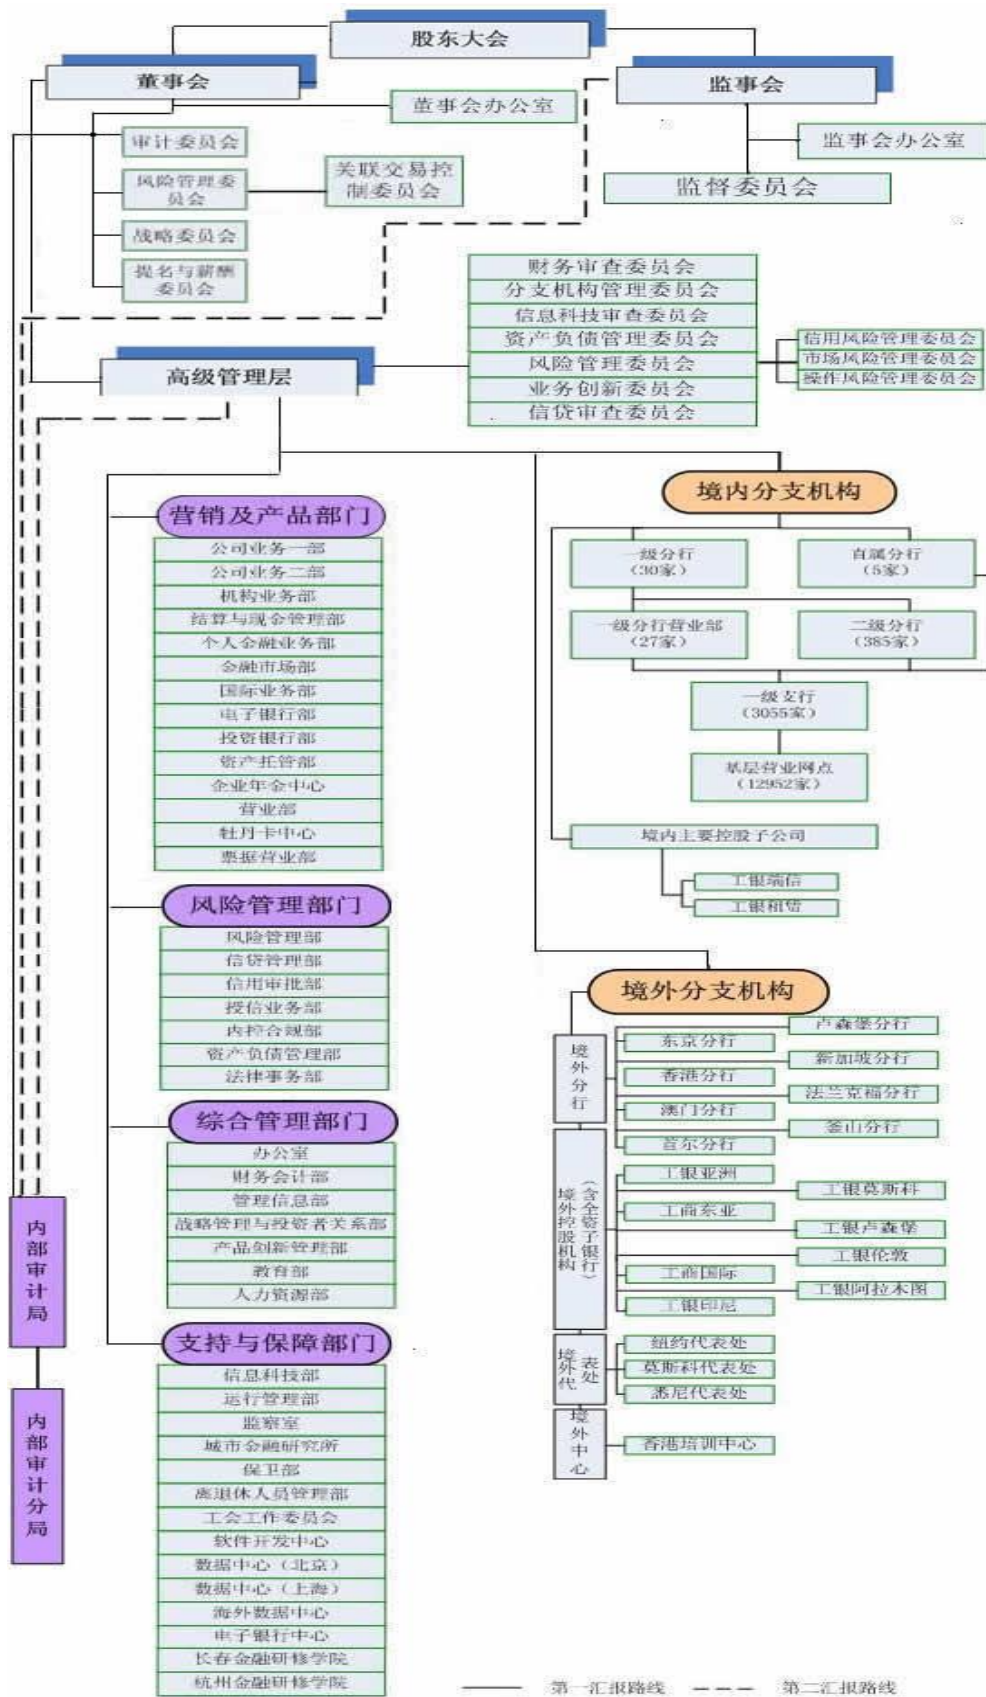 股东大会
董事会
监事会
董事会办公室
监事会办公室
审计委员会
风险管理委
员会
关联交易控
制委员会
监督委员会
战略委员会
提名与薪酬
委员会
财务审查委员会
分支机构管理委员会
信息科技审查委员会
资产负债管理委员会
风险管理委员会
业务创新委员会
信贷审查委员会
信用风险管理委员会
市场风险管理委员会
操作风险管理委员会
高级管理层
营销及产品部门
公司业务一部
公司业务二部
机构业务部
结算与现金管理部
个人金融业务部
金融市场部
国际业务部
电子银行部
投资银行部
资产托管部
企业年金中心
营业部
牡丹卡中心
票据营业部
风险管理部门
风险管理部
信贷管理部
信用审批部
授信业务部
内控合规部
资产负债管理部
法律事务部
综合管理部门
办公室
财务会计部
管理信息部
战略管理与投资者关系部
产品创新管理部
教育部
人力资源部
支持与保障部门
信息科技部
运行管理部
监察室
城市金融研究所
保卫部
离退休人员管理部
工会工作委员会
软件开发中心
数据中心（北京）
数据中心（上海）
海外数据中心
电子银行中心
长春金融研修学院
杭州金融研修学院
内部审计局
内部审计分局
境内分支机构
一级分行
（30家）
直属分行
（5家）
一级分行营业部
（27家）
二级分行
（385家）
一级支行
（3055家）
基层营业网点
（12952家）
境内主要控股子公司
工银瑞信
工银租赁
境外分支机构
境外分行
卢森堡分行
东京分行
新加坡分行
香港分行
法兰克福分行
澳门分行
釜山分行
首尔分行
境外控股机构
（含全资子银行）
工银亚洲
工银莫斯科
工商东亚
工银卢森堡
工银伦敦
工商国际
工银阿拉木图
工银印尼
境外代表处
纽约代表处
莫斯科代表处
悉尼代表处
境外中心
香港培训中心
第一汇报路线
第二汇报路线